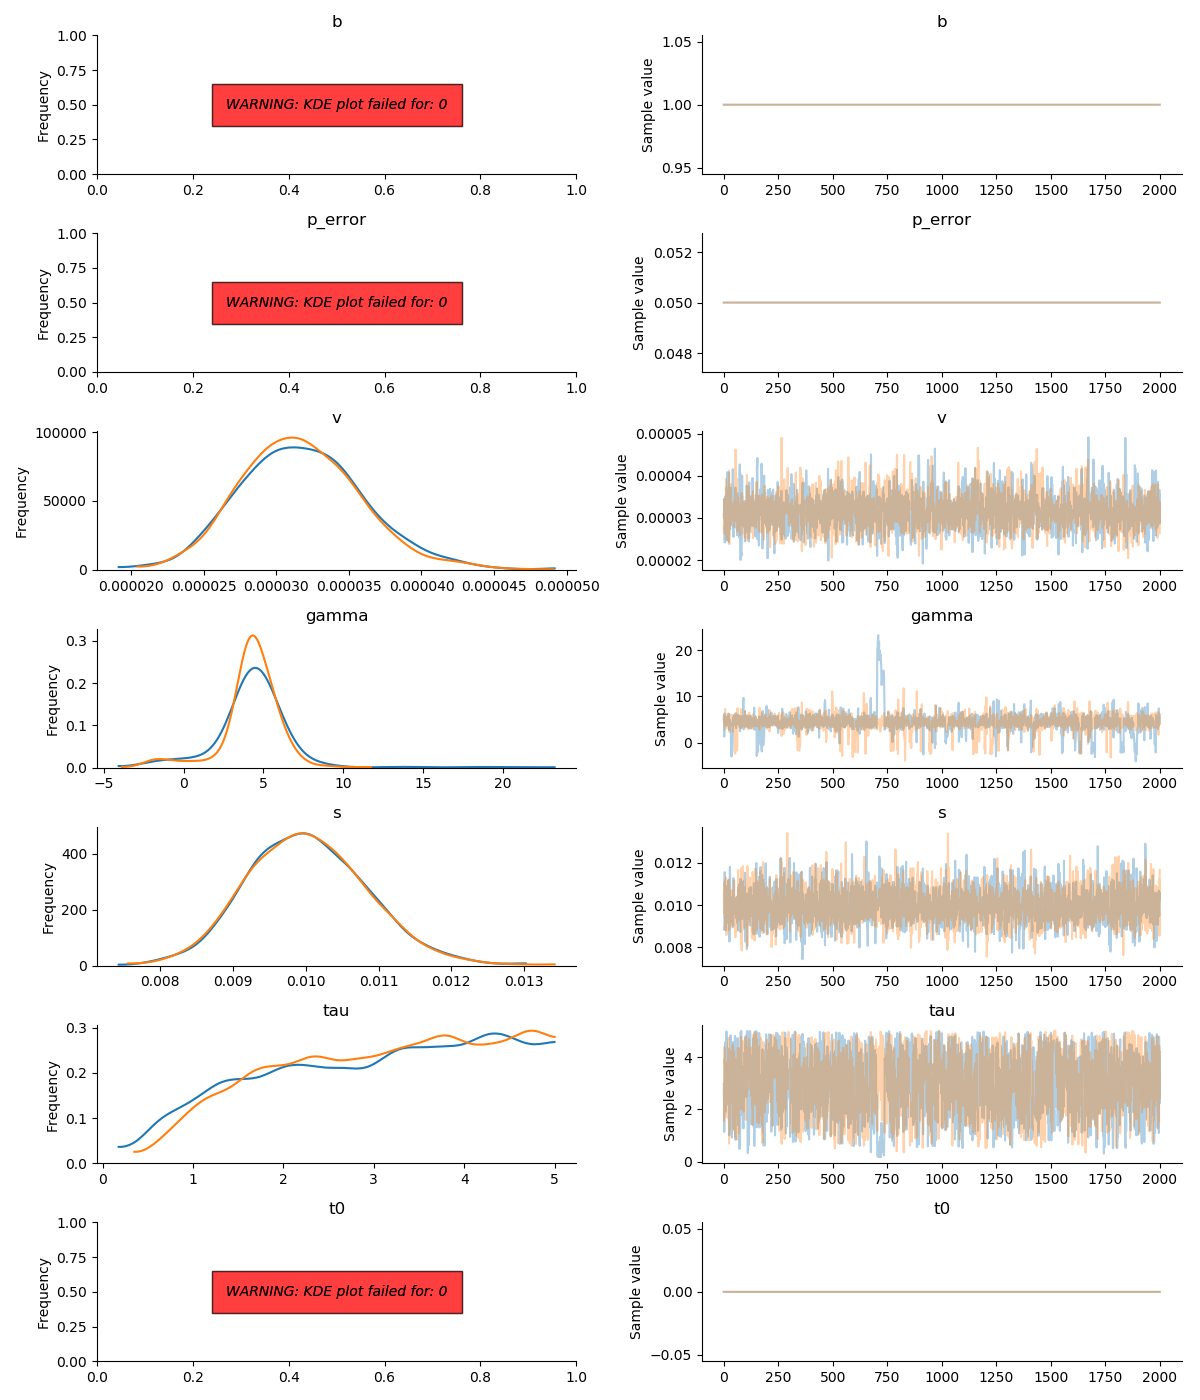 b
Frequency
1.00
0.75
0.50
0.25
0.00
WARNING: KDE plot failed for: 0
0.0 0.2 0.4 0.6 0.8 1.0
b
Sample value
1.05
1.00
0.95
0 250 500 750 1000 1250 1500 1750 2000
p_error
Frequency
1.00
0.75
0.50
0.25
0.00
WARNING: KDE plot failed for: 0
0.0 0.2 0.4 0.6 0.8 1.0
p_error
Sample value
0.052
0.050
0.048
0 250 500 750 1000 1250 1500 1750 2000
v
Frequency
100000
50000
0
0.000020 0.000025 0.000030 0.000035 0.000040 0.000045 0.000050
v
Sample value
0.00005
0.00004
0.00003
0.00002
0 250 500 750 1000 1250 1500 1750 2000
gamma
Frequency
0.3
0.2
0.1
0.0
−5 0 5 10 15 20
gamma
Sample value
20
10
0
0 250 500 750 1000 1250 1500 1750 2000
s
Frequency
400
200
0
0.008 0.009 0.010 0.011 0.012 0.013
s
Sample value
0.012
0.010
0.008
0 250 500 750 1000 1250 1500 1750 2000
tau
Frequency
0.3
0.2
0.1
0.0
0 1 2 3 4 5
tau
Sample value
4
2
0
0 250 500 750 1000 1250 1500 1750 2000
t0
Frequency
1.00
0.75
0.50
0.25
0.00
WARNING: KDE plot failed for: 0
0.0 0.2 0.4 0.6 0.8 1.0
t0
Sample value
0.05
0.00
−0.05
0 250 500 750 1000 1250 1500 1750 2000